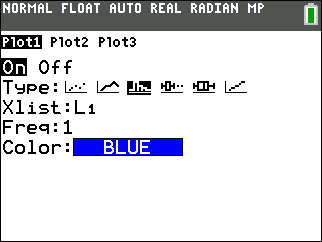 NORMAL FLOAT AUTO REAL RADIAN MP
Plot1 Plot2 Plot3
On Off
Type:
Xlist:L₁
Freq:1
Color: BLUE